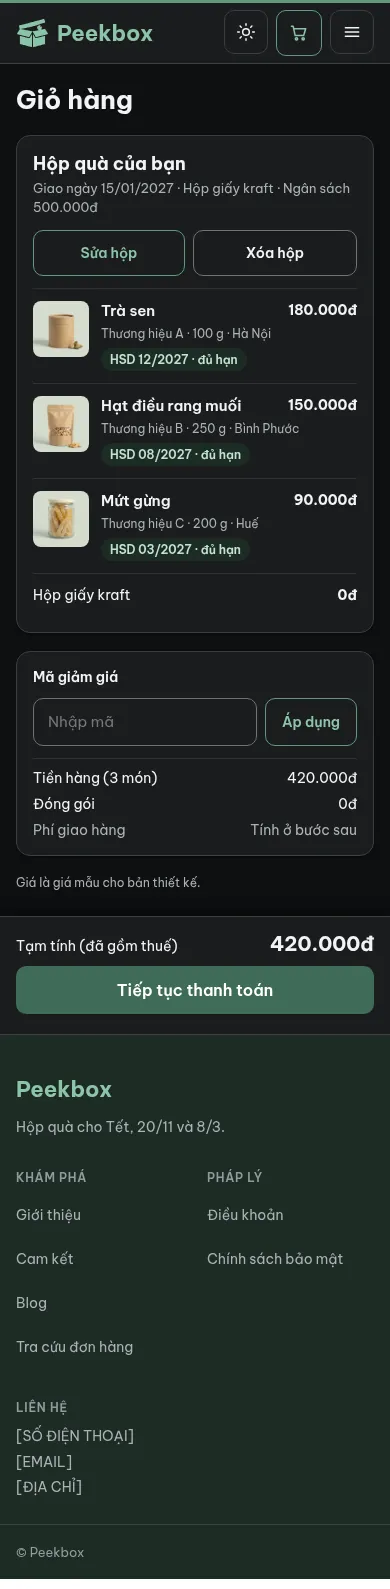 Peekbox
Giỏ hàng
Hộp quà của bạn
Giao ngày 15/01/2027 · Hộp giấy kraft · Ngân sách
500.000đ
Sửa hộp
Xóa hộp
Trà sen
180.000đ
Thương hiệu A · 100 g · Hà Nội
HSD 12/2027 · đủ hạn
Hạt điều rang muối
150.000đ
Thương hiệu B · 250 g · Bình Phước
HSD 08/2027 · đủ hạn
Mứt gừng
90.000đ
Thương hiệu C · 200 g · Huế
HSD 03/2027 · đủ hạn
Hộp giấy kraft
0đ
Mã giảm giá
Nhập mã
Áp dụng
Tiền hàng (3 món)
420.000đ
Đóng gói
0đ
Phí giao hàng
Tính ở bước sau
Giá là giá mẫu cho bản thiết kế.
Tạm tính (đã gồm thuế)
420.000đ
Tiếp tục thanh toán
Peekbox
Hộp quà cho Tết, 20/11 và 8/3.
KHÁM PHÁ
Giới thiệu
Cam kết
Blog
Tra cứu đơn hàng
PHÁP LÝ
Điều khoản
Chính sách bảo mật
LIÊN HỆ
[SỐ ĐIỆN THOẠI]
[EMAIL]
[ĐỊA CHỈ]
© Peekbox